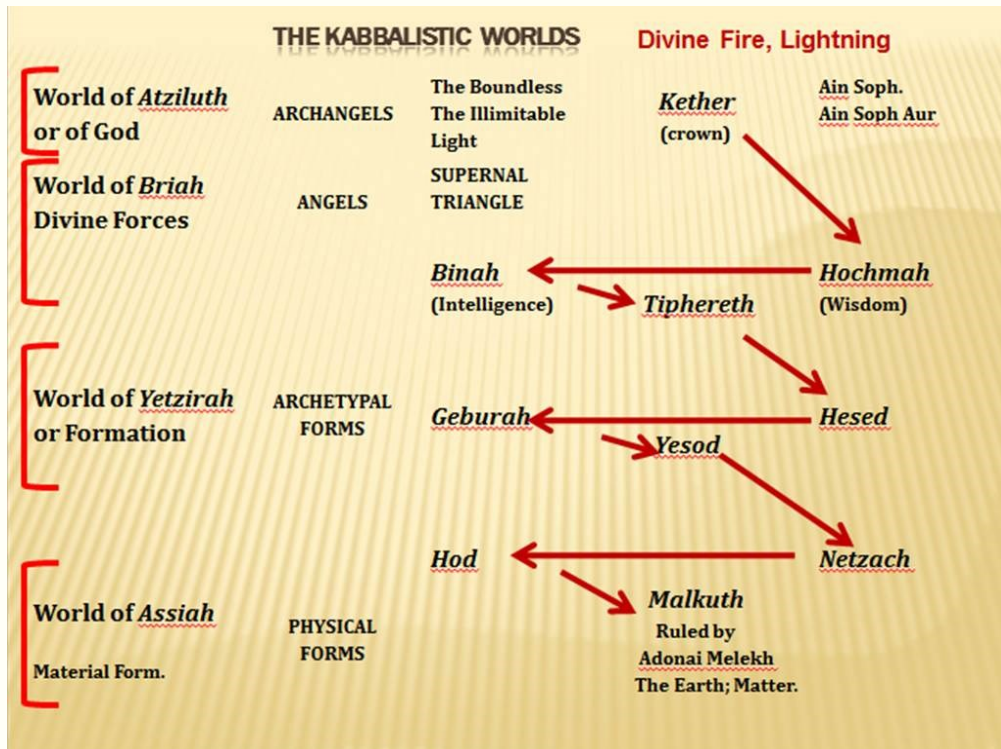 THE KABBALISTIC WORLDS
Divine Fire, Lightning
World of Atziluth
or of God
ARCHANGELS
The Boundless
The Illimitable
Light
Kether
(crown)
Ain Soph.
Ain Soph Aur
World of Briah
Divine Forces
ANGELS
SUPERNAL
TRIANGLE
Binah
(Intelligence)
Tiphereth
Hochmah
(Wisdom)
World of Yetzirah
or Formation
ARCHETYPAL
FORMS
Geburah
Yesod
Hesed
Hod
Netzach
World of Assiah
Material Form.
PHYSICAL
FORMS
Malkuth
Ruled by
Adonai Melekh
The Earth; Matter.